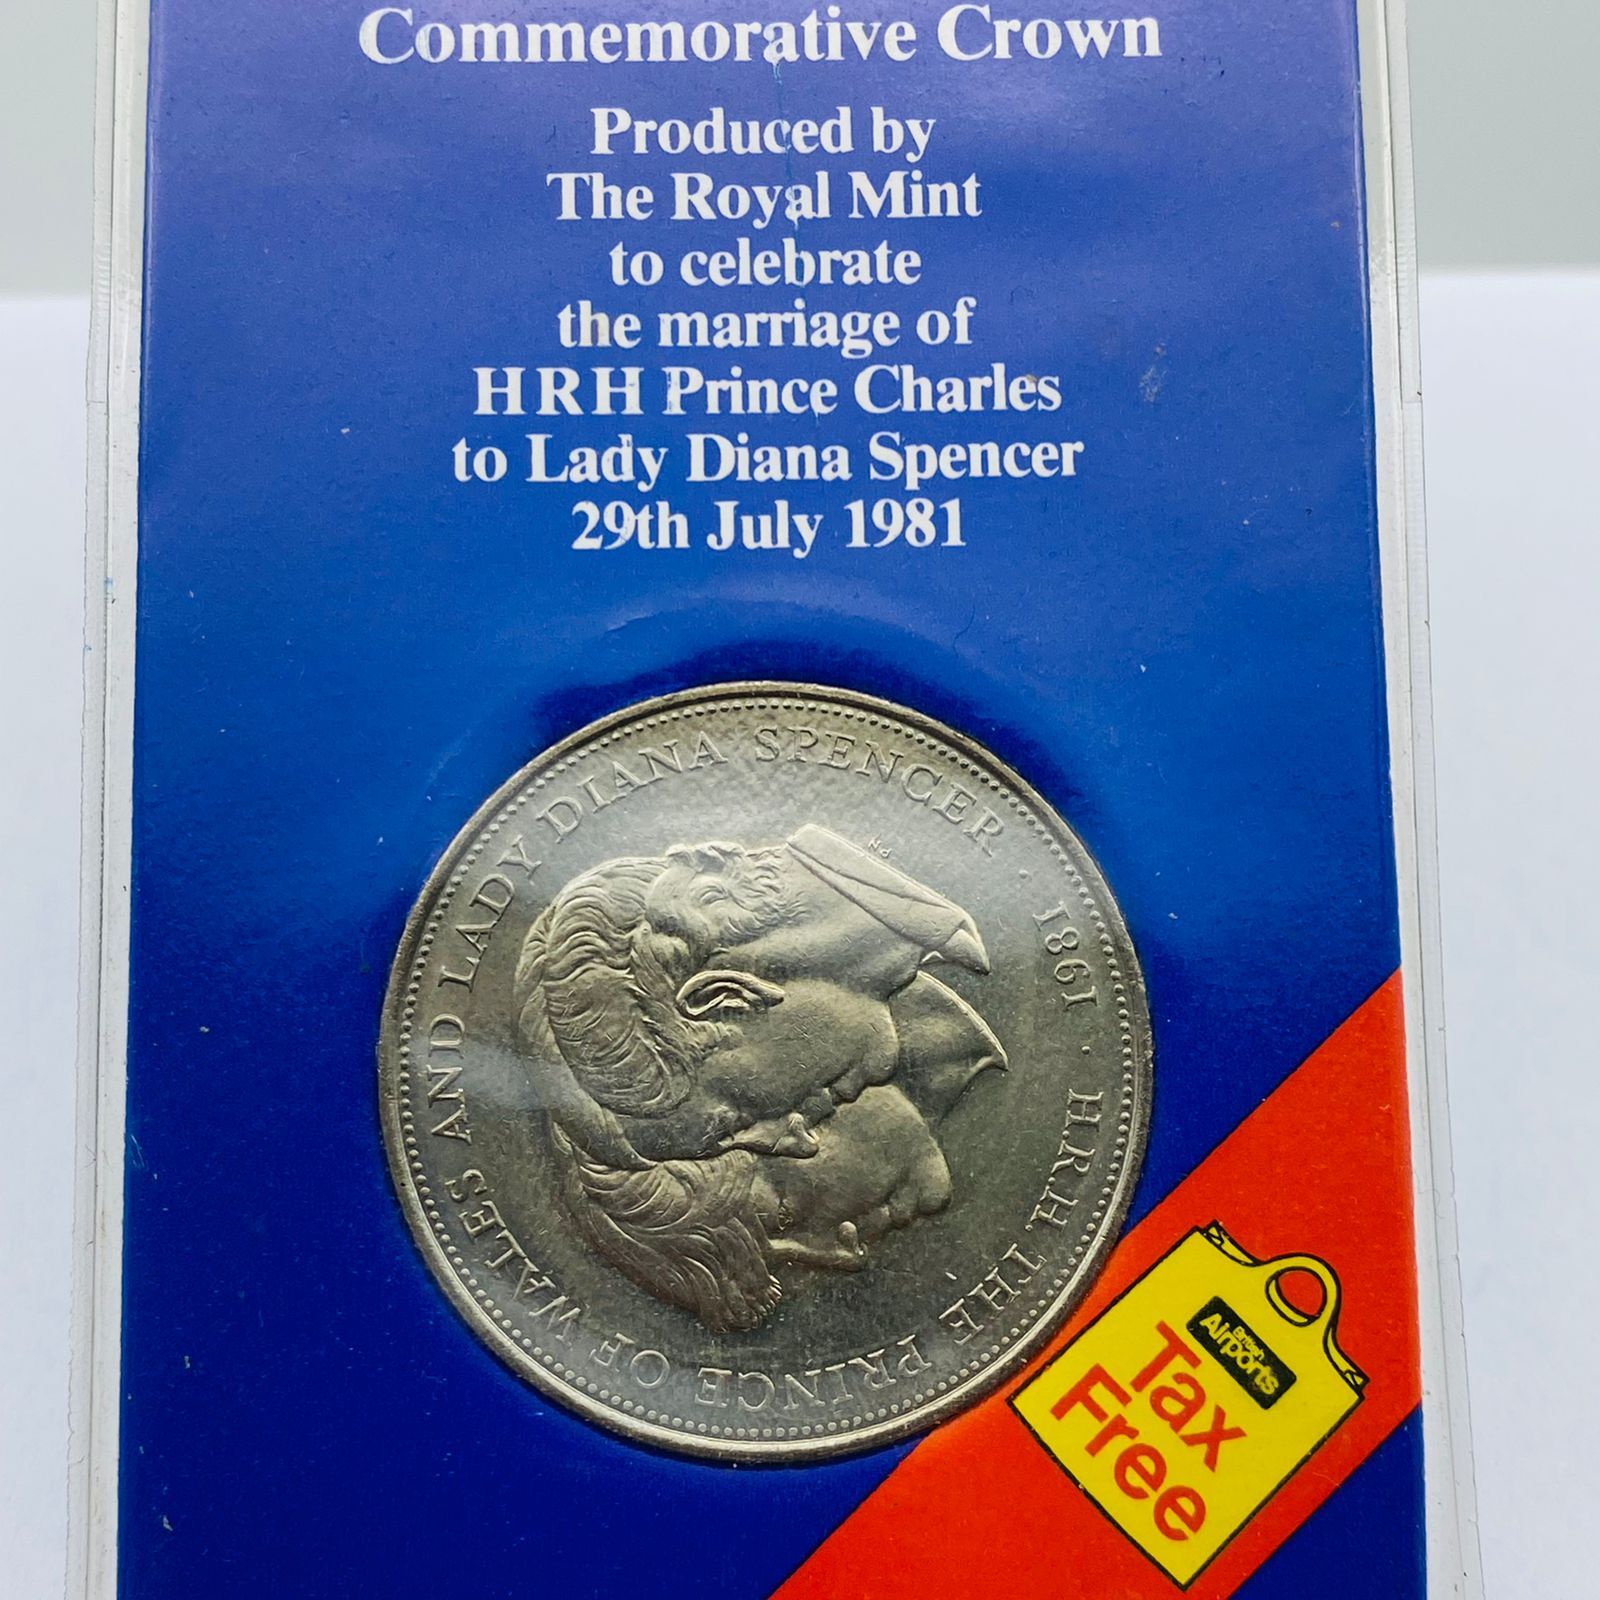 Commemorative Crown
Produced by
The Royal Mint
to celebrate
the marriage of
HRH Prince Charles
to Lady Diana Spencer
29th July 1981
H.R.H. THE PRINCE OF WALES AND LADY DIANA SPENCER · 1981 ·
PN
British
Airports
Tax
Free